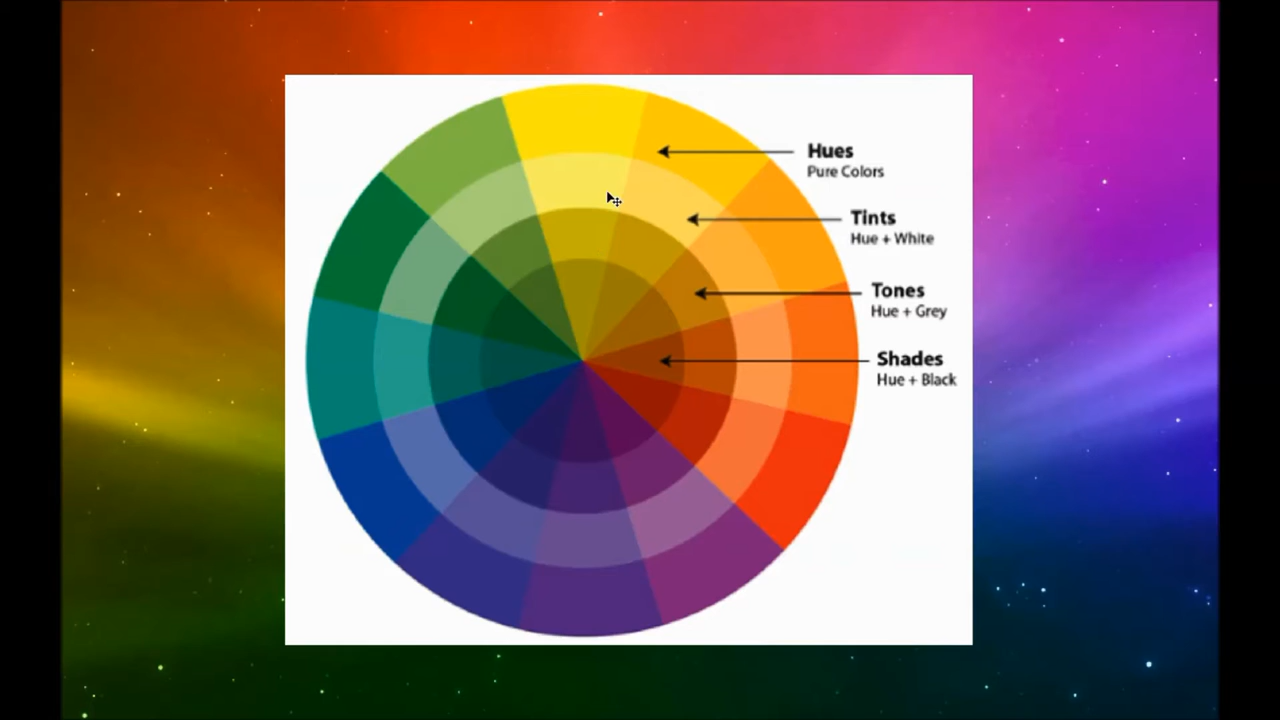 Hues
Pure Colors
Tints
Hue + White
Tones
Hue + Grey
Shades
Hue + Black